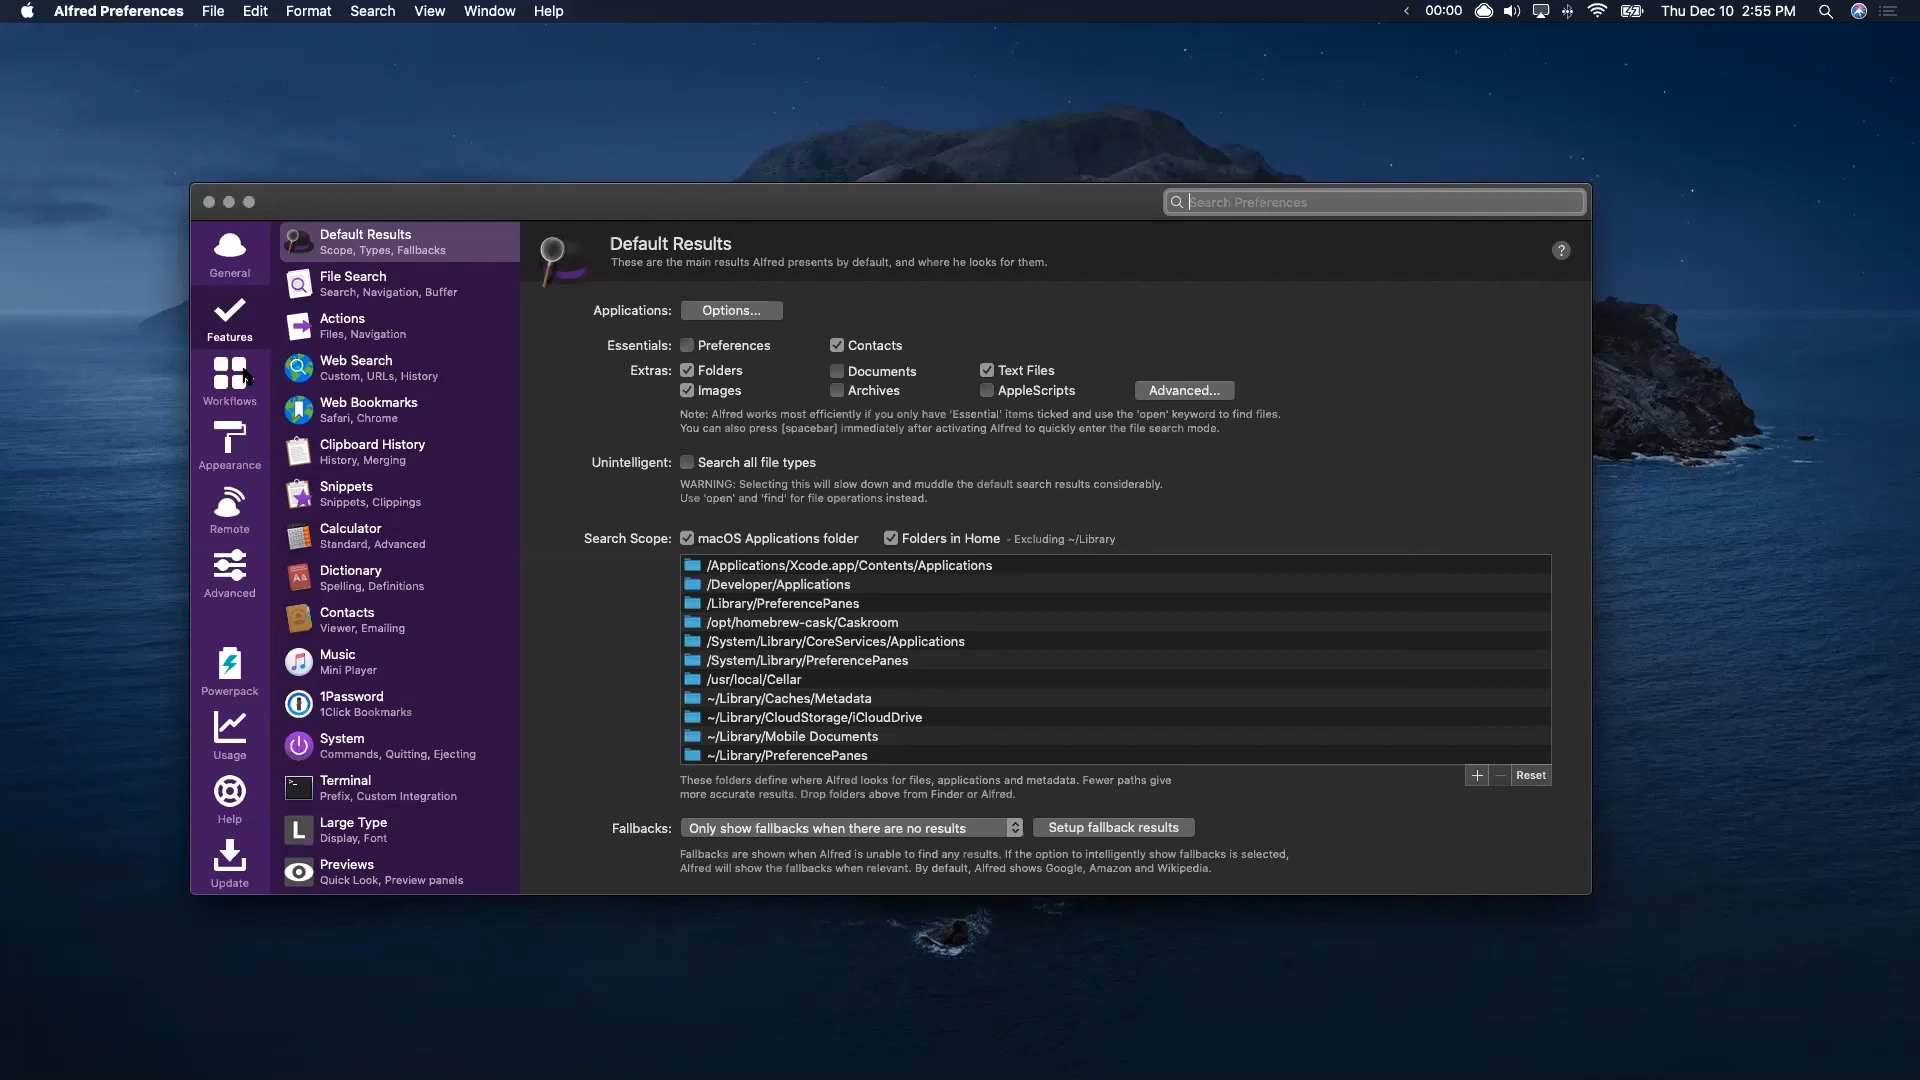 Alfred Preferences File Edit Format Search View Window Help 00:00 Thu Dec 10 2:55 PM
Search Preferences
General
Features
Workflows
Appearance
Remote
Advanced
Powerpack
Usage
Help
Update
Default Results
Scope, Types, Fallbacks
File Search
Search, Navigation, Buffer
Actions
Files, Navigation
Web Search
Custom, URLs, History
Web Bookmarks
Safari, Chrome
Clipboard History
History, Merging
Snippets
Snippets, Clippings
Calculator
Standard, Advanced
Dictionary
Spelling, Definitions
Contacts
Viewer, Emailing
Music
Mini Player
1Password
1Click Bookmarks
System
Commands, Quitting, Ejecting
Terminal
Prefix, Custom Integration
L
Large Type
Display, Font
Previews
Quick Look, Preview panels
Default Results
These are the main results Alfred presents by default, and where he looks for them.
?
Applications: Options...
Essentials: Preferences Contacts
Extras: Folders Documents Text Files
Images Archives AppleScripts Advanced...
Note: Alfred works most efficiently if you only have 'Essential' items ticked and use the 'open' keyword to find files.
You can also press [spacebar] immediately after activating Alfred to quickly enter the file search mode.
Unintelligent: Search all file types
WARNING: Selecting this will slow down and muddle the default search results considerably.
Use 'open' and 'find' for file operations instead.
Search Scope: macOS Applications folder Folders in Home - Excluding ~/Library
/Applications/Xcode.app/Contents/Applications
/Developer/Applications
/Library/PreferencePanes
/opt/homebrew-cask/Caskroom
/System/Library/CoreServices/Applications
/System/Library/PreferencePanes
/usr/local/Cellar
~/Library/Caches/Metadata
~/Library/CloudStorage/iCloudDrive
~/Library/Mobile Documents
~/Library/PreferencePanes
These folders define where Alfred looks for files, applications and metadata. Fewer paths give
more accurate results. Drop folders above from Finder or Alfred.
+ − Reset
Fallbacks: Only show fallbacks when there are no results Setup fallback results
Fallbacks are shown when Alfred is unable to find any results. If the option to intelligently show fallbacks is selected,
Alfred will show the fallbacks when relevant. By default, Alfred shows Google, Amazon and Wikipedia.